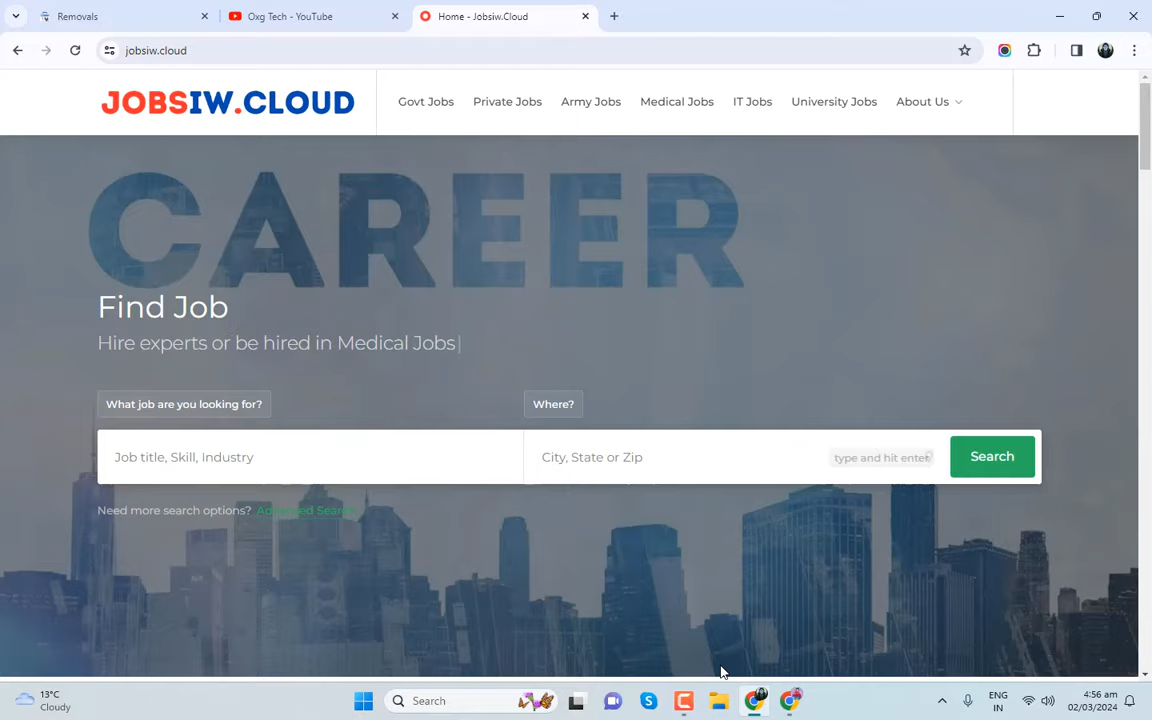 Removals
Oxg Tech - YouTube
Home - Jobsiw.Cloud
jobsiw.cloud
JOBSIW.CLOUD
Govt Jobs
Private Jobs
Army Jobs
Medical Jobs
IT Jobs
University Jobs
About Us
CAREER
Find Job
Hire experts or be hired in Medical Jobs|
What job are you looking for?
Where?
Job title, Skill, Industry
City, State or Zip
type and hit enter
Search
Need more search options? Advanced Search
13°C
Cloudy
Search
ENG
IN
4:56 am
02/03/2024